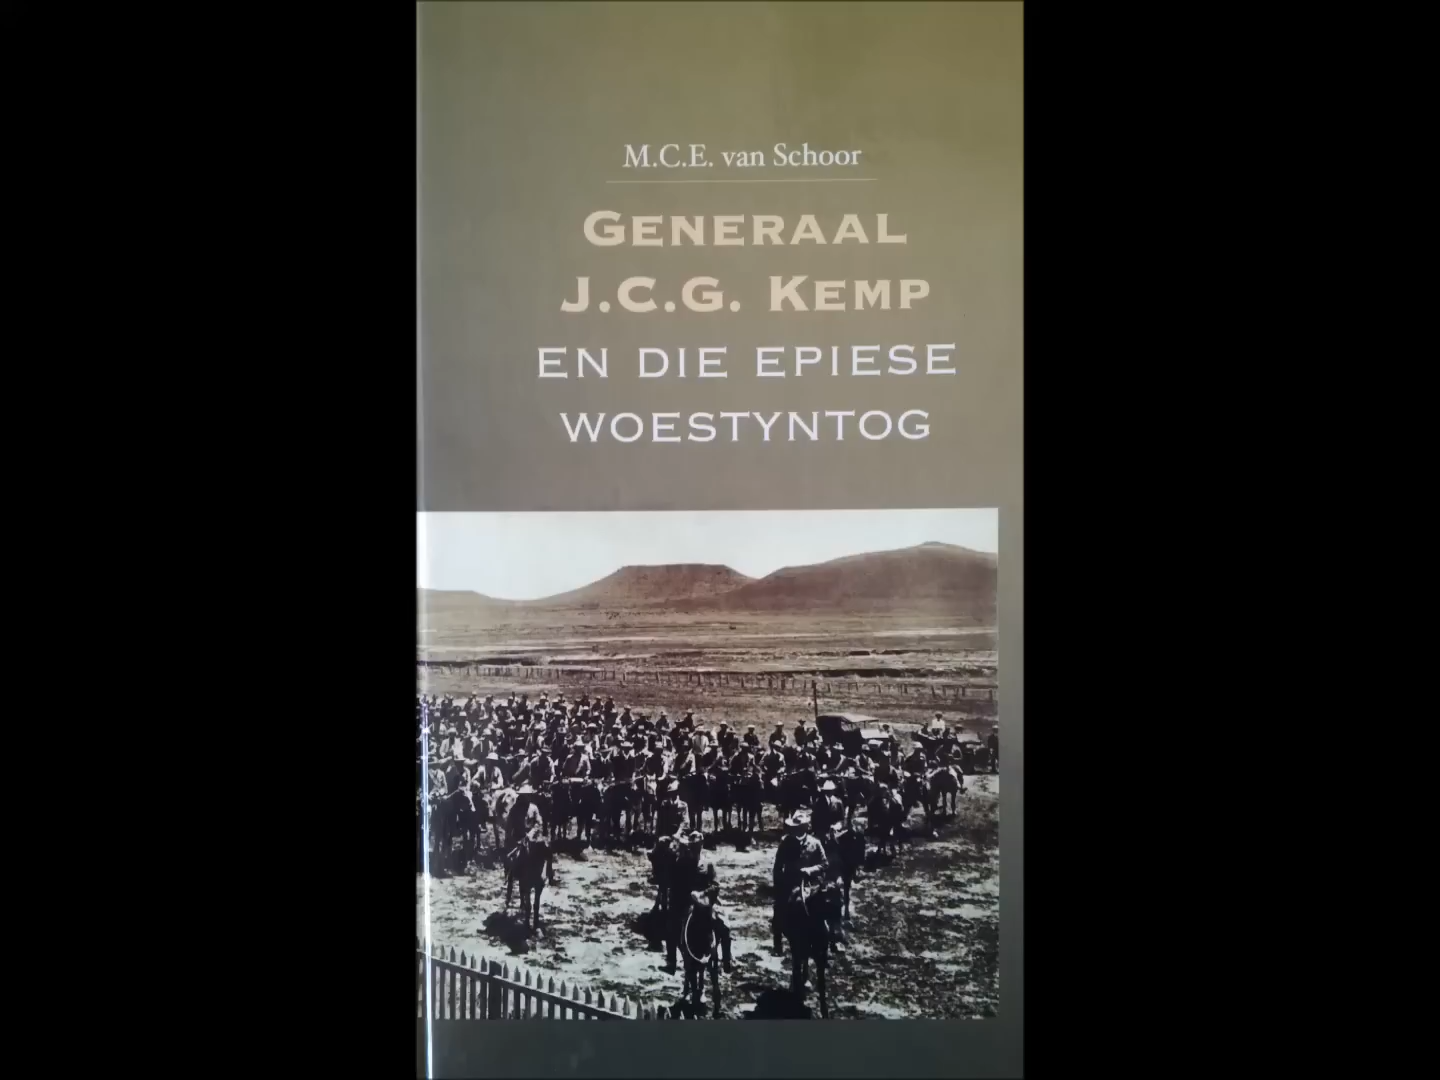 M.C.E. van Schoor
GENERAAL
J.C.G. KEMP
EN DIE EPIESE
WOESTYNTOG